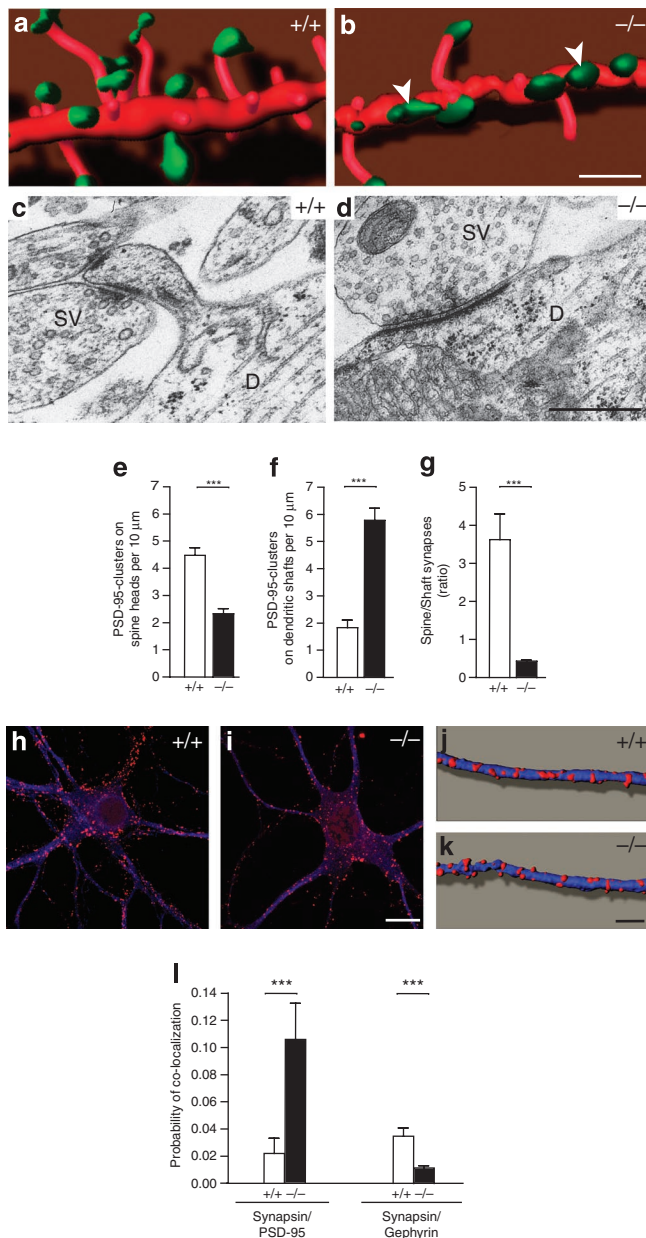 a +/+
b −/−
c +/+
SV
D
d −/−
SV
D
e
PSD-95-clusters on
spine heads per 10 μm
7
6
5
4
3
2
1
0
***
+/+ −/−
f
PSD-95-clusters
on dendritic shafts per 10 μm
7
6
5
4
3
2
1
0
***
+/+ −/−
g
Spine/Shaft synapses
(ratio)
5
4
3
2
1
0
***
+/+ −/−
h +/+
i −/−
j +/+
k −/−
l
Probability of co-localization
0.14
0.12
0.10
0.08
0.06
0.04
0.02
0.00
***
***
+/+ −/−
+/+ −/−
Synapsin/
PSD-95
Synapsin/
Gephyrin